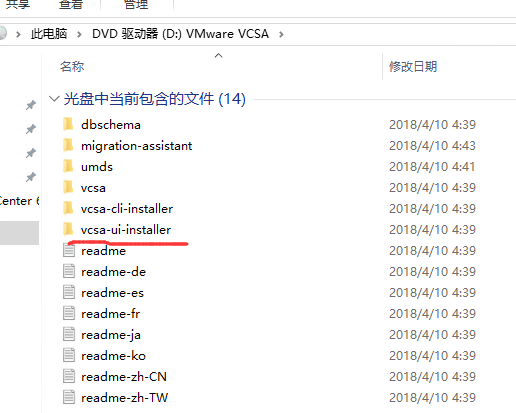 共享 查看 管理
此电脑 > DVD 驱动器 (D:) VMware VCSA >
名称 修改日期
光盘中当前包含的文件 (14)
dbschema 2018/4/10 4:39
migration-assistant 2018/4/10 4:43
umds 2018/4/10 4:41
vcsa 2018/4/10 4:39
vcsa-cli-installer 2018/4/10 4:39
Center 6
vcsa-ui-installer 2018/4/10 4:39
readme 2018/4/10 4:39
readme-de 2018/4/10 4:39
readme-es 2018/4/10 4:39
readme-fr 2018/4/10 4:39
readme-ja 2018/4/10 4:39
readme-ko 2018/4/10 4:39
readme-zh-CN 2018/4/10 4:39
readme-zh-TW 2018/4/10 4:39